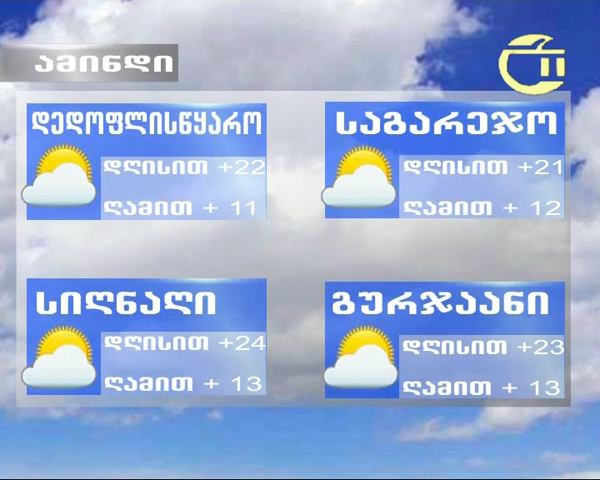 ამინდი
დედოფლისწყარო
დღისით +22
ღამით + 11
საგარეჯო
დღისით +21
ღამით + 12
სიღნაღი
დღისით +24
ღამით + 13
გურჯაანი
დღისით +23
ღამით + 13